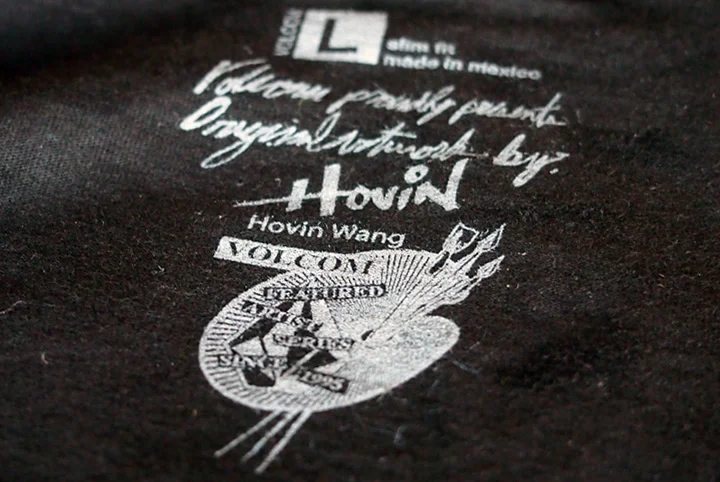 VOLCOM
L
slim fit
made in mexico
Volcom proudly presents
Original Artwork by:
HoviN
Hovin Wang
VOLCOM
FEATURED
ARTIST
SERIES
SINCE 1995